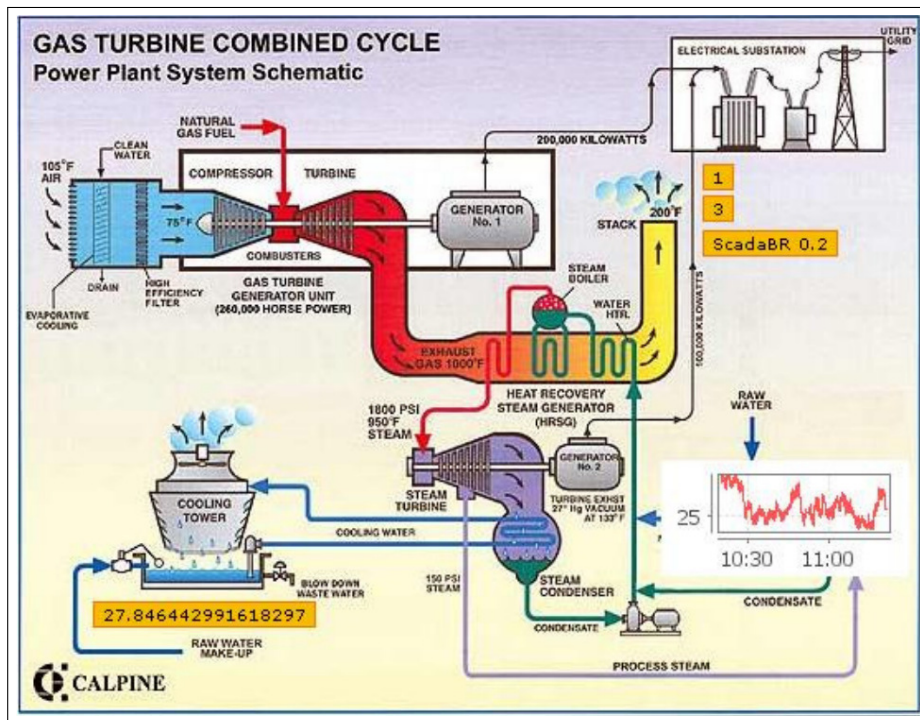 GAS TURBINE COMBINED CYCLE
Power Plant System Schematic
ELECTRICAL SUBSTATION
UTILITY
GRID
NATURAL
GAS FUEL
200,000 KILOWATTS
CLEAN
WATER
105°F
AIR
COMPRESSOR
TURBINE
75°F
GENERATOR
No. 1
COMBUSTERS
DRAIN
HIGH
EFFICIENCY
FILTER
EVAPORATIVE
COOLING
GAS TURBINE
GENERATOR UNIT
(260,000 HORSE POWER)
STACK
200°F
1
3
ScadaBR 0.2
STEAM
BOILER
WATER
HTR.
100,000 KILOWATTS
EXHAUST
GAS 1000°F
HEAT RECOVERY
STEAM GENERATOR
(HRSG)
1800 PSI
950°F
STEAM
RAW
WATER
GENERATOR
No. 2
STEAM
TURBINE
TURBINE EXHST
27" Hg VACUUM
AT 133°F
COOLING
TOWER
COOLING WATER
25
10:30
11:00
150 PSI
STEAM
STEAM
CONDENSER
BLOW DOWN
WASTE WATER
CONDENSATE
CONDENSATE
27.846442991618297
RAW WATER
MAKE-UP
PROCESS STEAM
CALPINE